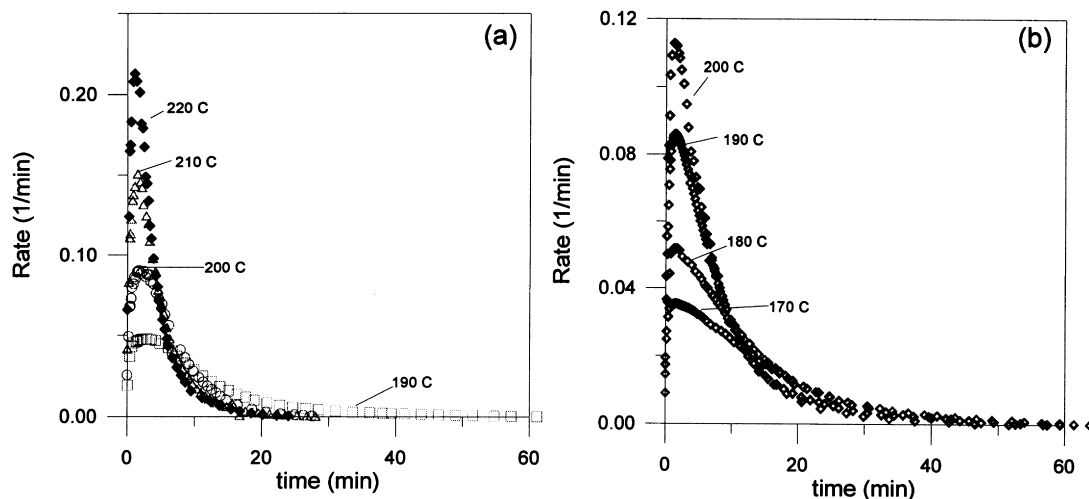 (a)
0.20
0.10
0.00
Rate (1/min)
220 C
210 C
200 C
190 C
0 20 40 60
time (min)
(b)
0.12
0.08
0.04
0.00
Rate (1/min)
200 C
190 C
180 C
170 C
0 20 40 60
time (min)